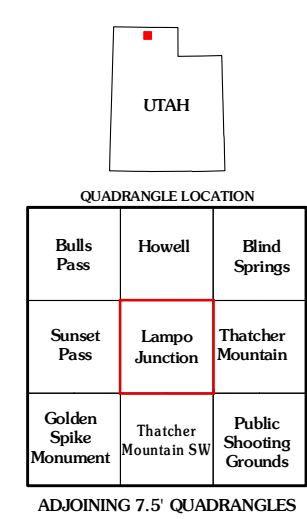 UTAH
QUADRANGLE LOCATION
Bulls
Pass
Howell
Blind
Springs
Sunset
Pass
Lampo
Junction
Thatcher
Mountain
Golden
Spike
Monument
Thatcher
Mountain SW
Public
Shooting
Grounds
ADJOINING 7.5' QUADRANGLES